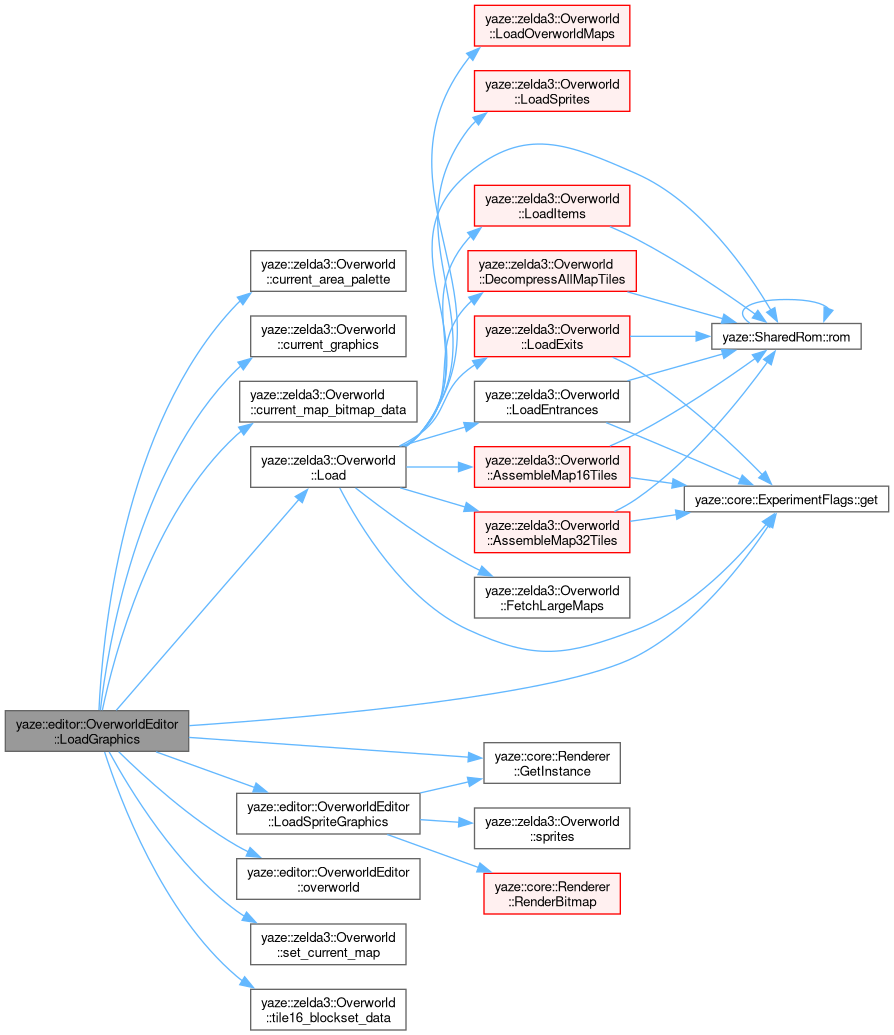 yaze::zelda3::Overworld
::LoadOverworldMaps
yaze::zelda3::Overworld
::LoadSprites
yaze::zelda3::Overworld
::LoadItems
yaze::zelda3::Overworld
::current_area_palette
yaze::zelda3::Overworld
::DecompressAllMapTiles
yaze::zelda3::Overworld
::current_graphics
yaze::zelda3::Overworld
::LoadExits
yaze::SharedRom::rom
yaze::zelda3::Overworld
::current_map_bitmap_data
yaze::zelda3::Overworld
::LoadEntrances
yaze::zelda3::Overworld
::Load
yaze::zelda3::Overworld
::AssembleMap16Tiles
yaze::core::ExperimentFlags::get
yaze::zelda3::Overworld
::AssembleMap32Tiles
yaze::zelda3::Overworld
::FetchLargeMaps
yaze::editor::OverworldEditor
::LoadGraphics
yaze::core::Renderer
::GetInstance
yaze::editor::OverworldEditor
::LoadSpriteGraphics
yaze::zelda3::Overworld
::sprites
yaze::editor::OverworldEditor
::overworld
yaze::core::Renderer
::RenderBitmap
yaze::zelda3::Overworld
::set_current_map
yaze::zelda3::Overworld
::tile16_blockset_data